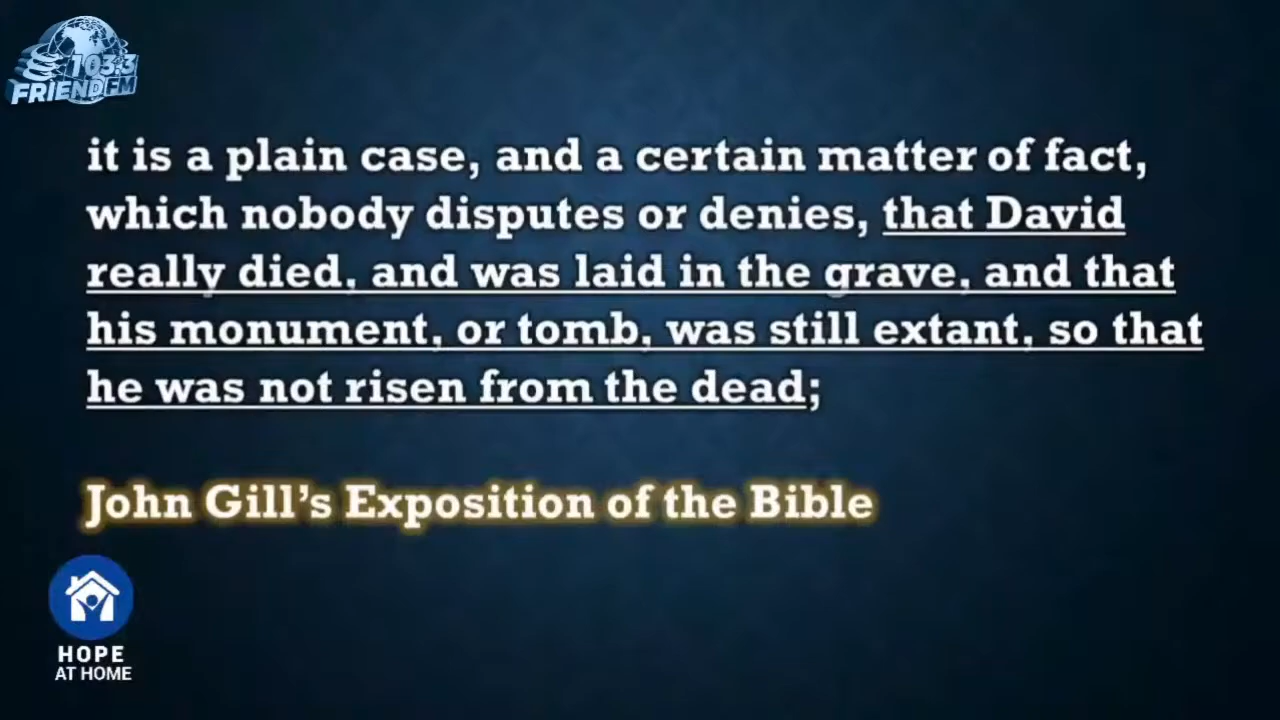 103.3
FRIEND FM
it is a plain case, and a certain matter of fact,
which nobody disputes or denies, that David
really died, and was laid in the grave, and that
his monument, or tomb, was still extant, so that
he was not risen from the dead;
John Gill’s Exposition of the Bible
HOPE
AT HOME